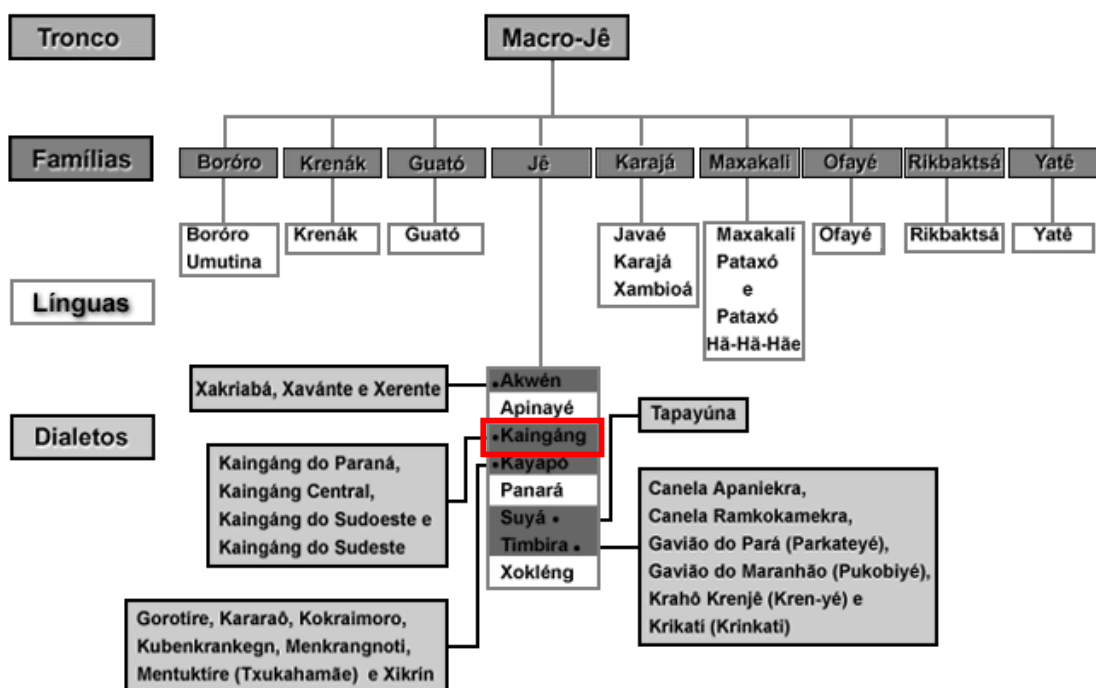 Tronco
Macro-Jê
Famílias
Boróro
Krenák
Guató
Jê
Karajá
Maxakali
Ofayé
Rikbaktsá
Yatê
Boróro
Umutina
Krenák
Guató
Javaé
Karajá
Xambioá
Maxakali
Pataxó
e
Pataxó
Hã-Hã-Hãe
Ofayé
Rikbaktsá
Yatê
Línguas
Xakriabá, Xavánte e Xerente
•Akwén
Apinayé
•Kaingáng
•Kayapó
Panará
Suyá •
Timbira •
Xokléng
Tapayúna
Dialetos
Kaingáng do Paraná,
Kaingáng Central,
Kaingáng do Sudoeste e
Kaingáng do Sudeste
Canela Apaniekra,
Canela Ramkokamekra,
Gavião do Pará (Parkateyé),
Gavião do Maranhão (Pukobiyé),
Krahô Krenjê (Kren-yé) e
Krikatí (Krinkati)
Gorotíre, Kararaô, Kokraimoro,
Kubenkrankegn, Menkrangnoti,
Mentuktíre (Txukahamãe) e Xikrin